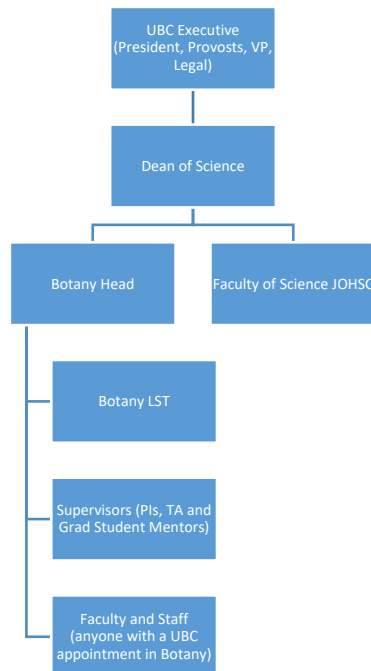 UBC Executive
(President, Provosts, VP,
Legal)
Dean of Science
Botany Head
Faculty of Science JOHSC
Botany LST
Supervisors (PIs, TA and
Grad Student Mentors)
Faculty and Staff
(anyone with a UBC
appointment in Botany)